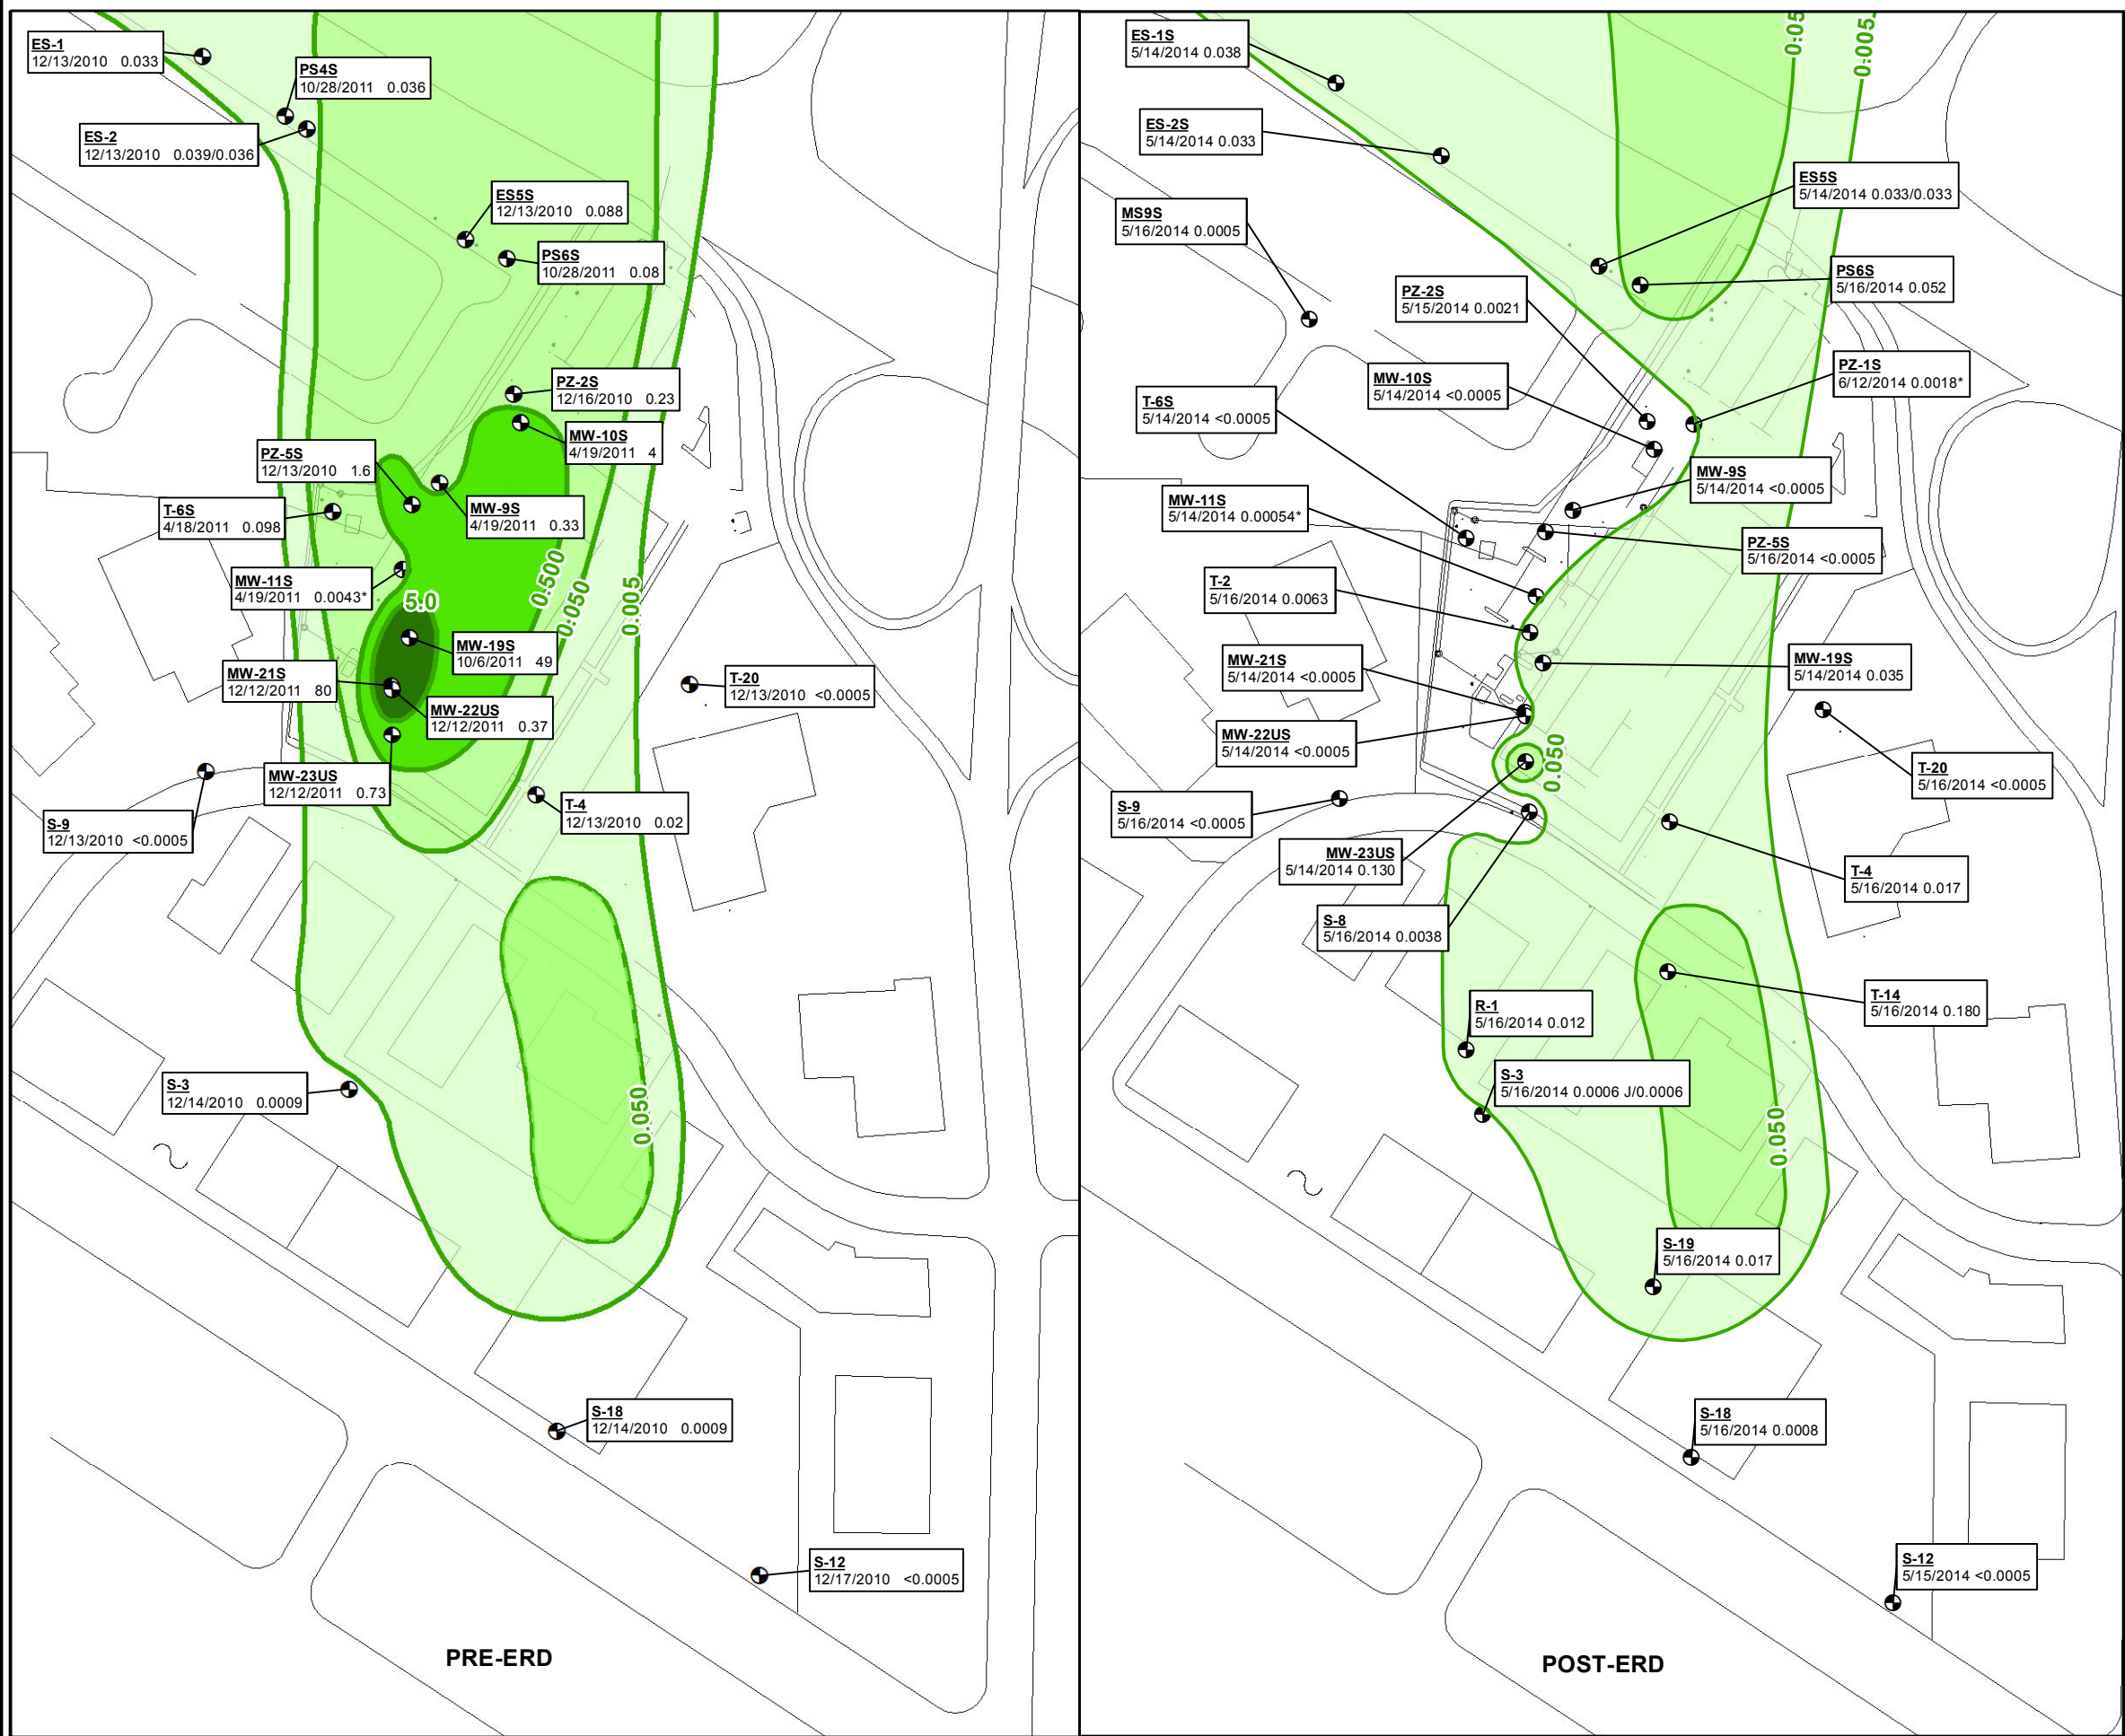 ES-1
12/13/2010 0.033
PS4S
10/28/2011 0.036
ES-2
12/13/2010 0.039/0.036
ES5S
12/13/2010 0.088
PS6S
10/28/2011 0.08
PZ-2S
12/16/2010 0.23
MW-10S
4/19/2011 4
PZ-5S
12/13/2010 1.6
T-6S
4/18/2011 0.098
MW-9S
4/19/2011 0.33
MW-11S
4/19/2011 0.0043*
5.0
0.500
0.050
0.005
MW-19S
10/6/2011 49
MW-21S
12/12/2011 80
MW-22US
12/12/2011 0.37
T-20
12/13/2010 <0.0005
MW-23US
12/12/2011 0.73
T-4
12/13/2010 0.02
S-9
12/13/2010 <0.0005
S-3
12/14/2010 0.0009
0.050
S-18
12/14/2010 0.0009
S-12
12/17/2010 <0.0005
PRE-ERD
ES-1S
5/14/2014 0.038
0.05
0.005
ES-2S
5/14/2014 0.033
ES5S
5/14/2014 0.033/0.033
MS9S
5/16/2014 0.0005
PS6S
5/16/2014 0.052
PZ-2S
5/15/2014 0.0021
PZ-1S
6/12/2014 0.0018*
MW-10S
5/14/2014 <0.0005
T-6S
5/14/2014 <0.0005
MW-9S
5/14/2014 <0.0005
MW-11S
5/14/2014 0.00054*
PZ-5S
5/16/2014 <0.0005
T-2
5/16/2014 0.0063
MW-21S
5/14/2014 <0.0005
MW-19S
5/14/2014 0.035
MW-22US
5/14/2014 <0.0005
0.050
T-20
5/16/2014 <0.0005
S-9
5/16/2014 <0.0005
MW-23US
5/14/2014 0.130
T-4
5/16/2014 0.017
S-8
5/16/2014 0.0038
T-14
5/16/2014 0.180
R-1
5/16/2014 0.012
S-3
5/16/2014 0.0006 J/0.0006
0.050
S-19
5/16/2014 0.017
S-18
5/16/2014 0.0008
S-12
5/15/2014 <0.0005
POST-ERD